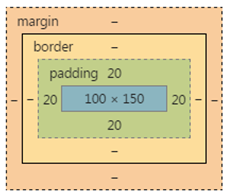 margin –
border –
padding 20
– – 20 100 × 150 20 – –
20
–
–